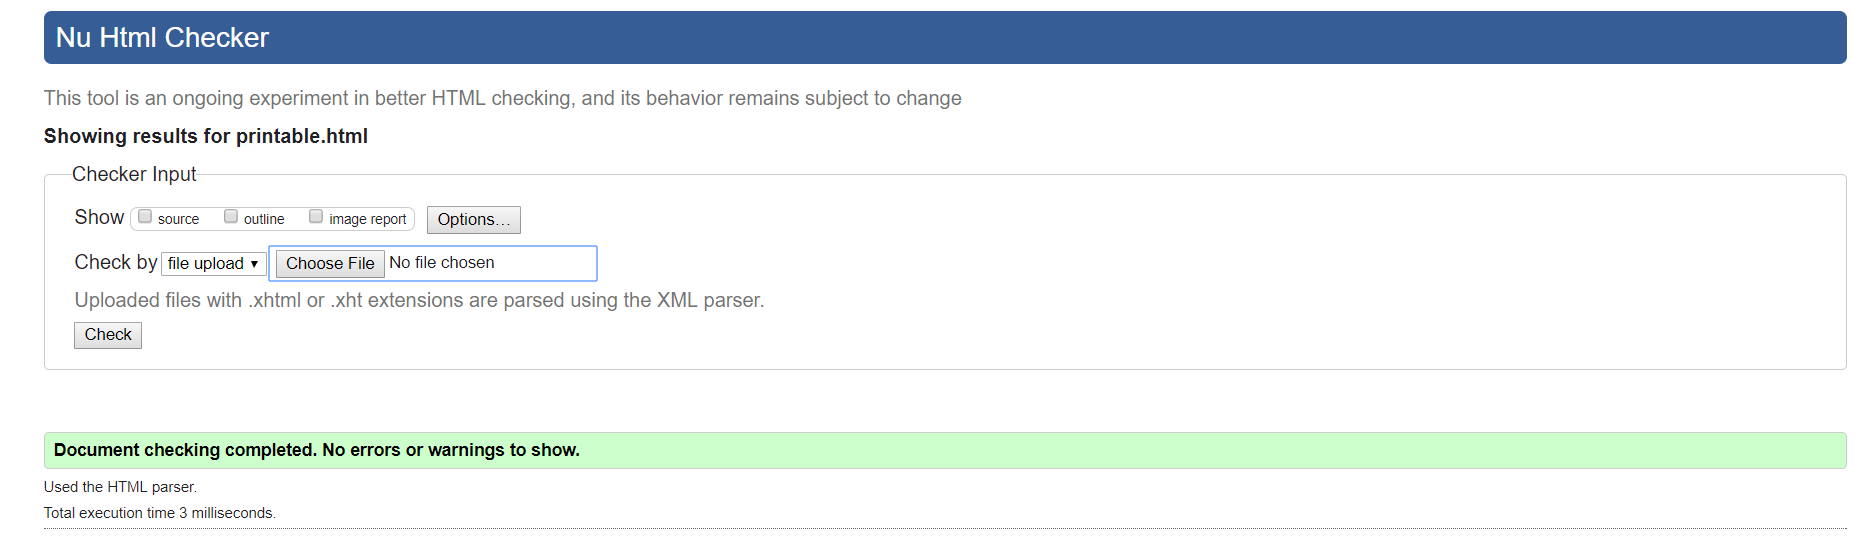 Nu Html Checker
This tool is an ongoing experiment in better HTML checking, and its behavior remains subject to change
Showing results for printable.html
Checker Input
Show source outline image report Options...
Check by file upload Choose File No file chosen
Uploaded files with .xhtml or .xht extensions are parsed using the XML parser.
Check
Document checking completed. No errors or warnings to show.
Used the HTML parser.
Total execution time 3 milliseconds.